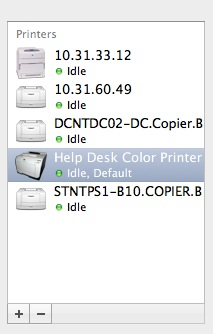 Printers
10.31.33.12
Idle
10.31.60.49
Idle
DCNTDC02-DC.Copier.B
Idle
Help Desk Color Printer
Idle, Default
STNTPS1-B10.COPIER.B
Idle